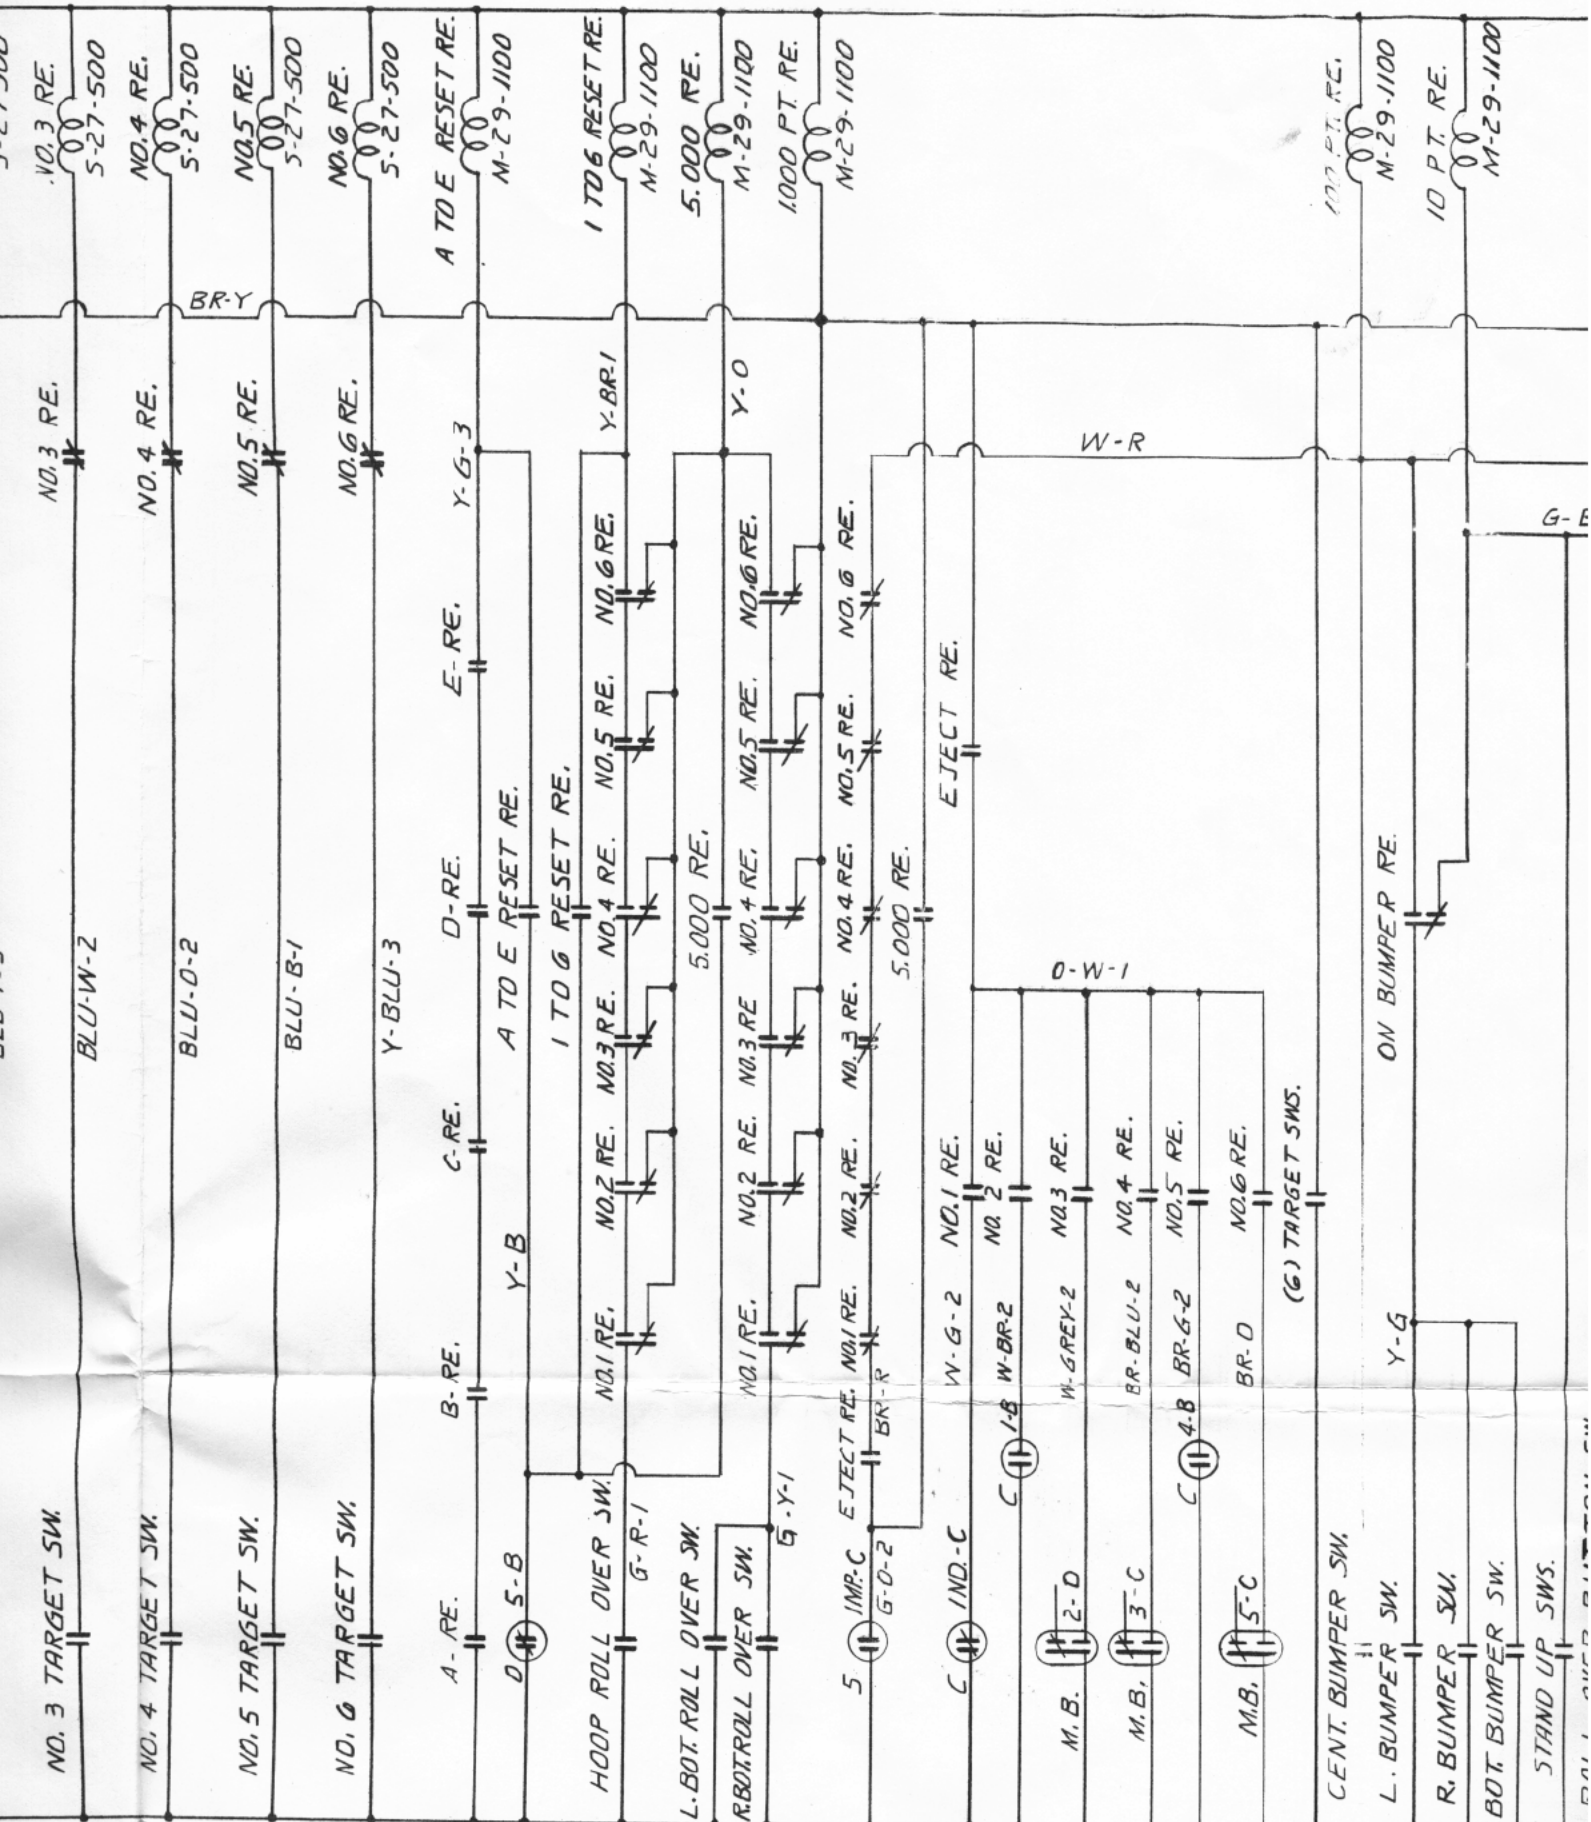 NO. 3 RE.
S-27-500
NO. 4 RE.
S-27-500
NO. 5 RE.
S-27-500
NO. 6 RE.
S-27-500
A TO E RESET RE.
M-29-1100
1 TO 6 RESET RE.
M-29-1100
5.000 RE.
M-29-1100
1.000 PT. RE.
M-29-1100
100 PT. RE.
M-29-1100
10 PT. RE.
M-29-1100
BR-Y
NO. 3 RE.
NO. 4 RE.
NO. 5 RE.
NO. 6 RE.
Y-G-3
Y-BR-1
Y-O
W-R
E-RE.
NO. 6 RE.
NO. 6 RE.
NO. 6 RE.
EJECT RE.
NO. 5 RE.
NO. 5 RE.
NO. 5 RE.
D-RE.
A TO E RESET RE.
1 TO 6 RESET RE.
NO. 4 RE.
5.000 RE.
NO. 4 RE.
NO. 4 RE.
5.000 RE.
ON BUMPER RE.
BLU-W-2
BLU-O-2
BLU-B-1
Y-BLU-3
O-W-1
NO. 3 RE.
NO. 3 RE
NO. 3 RE.
C-RE.
NO. 2 RE.
NO. 2 RE.
NO. 2 RE.
NO. 1 RE.
NO. 2 RE.
NO. 3 RE.
NO. 4 RE.
NO. 5 RE.
NO. 6 RE.
(6) TARGET SWS.
Y-B
B-RE.
NO. 1 RE.
NO. 1 RE.
NO. 1 RE.
W-G-2
W-BR-2
W-GREY-2
BR-BLU-2
BR-G-2
BR-O
Y-G
EJECT RE.
BR-R
C 1-B
C 4-B
NO. 3 TARGET SW.
NO. 4 TARGET SW.
NO. 5 TARGET SW.
NO. 6 TARGET SW.
A-RE.
O 5-B
HOOP ROLL OVER SW.
G-R-1
L. BOT. ROLL OVER SW.
R. BOT. ROLL OVER SW.
G-Y-1
5 IMP.-C
G-O-2
C IND.-C
M.B. 2-D
M.B. 3-C
M.B. 5-C
CENT. BUMPER SW.
L. BUMPER SW.
R. BUMPER SW.
BOT. BUMPER SW.
STAND UP SWS.